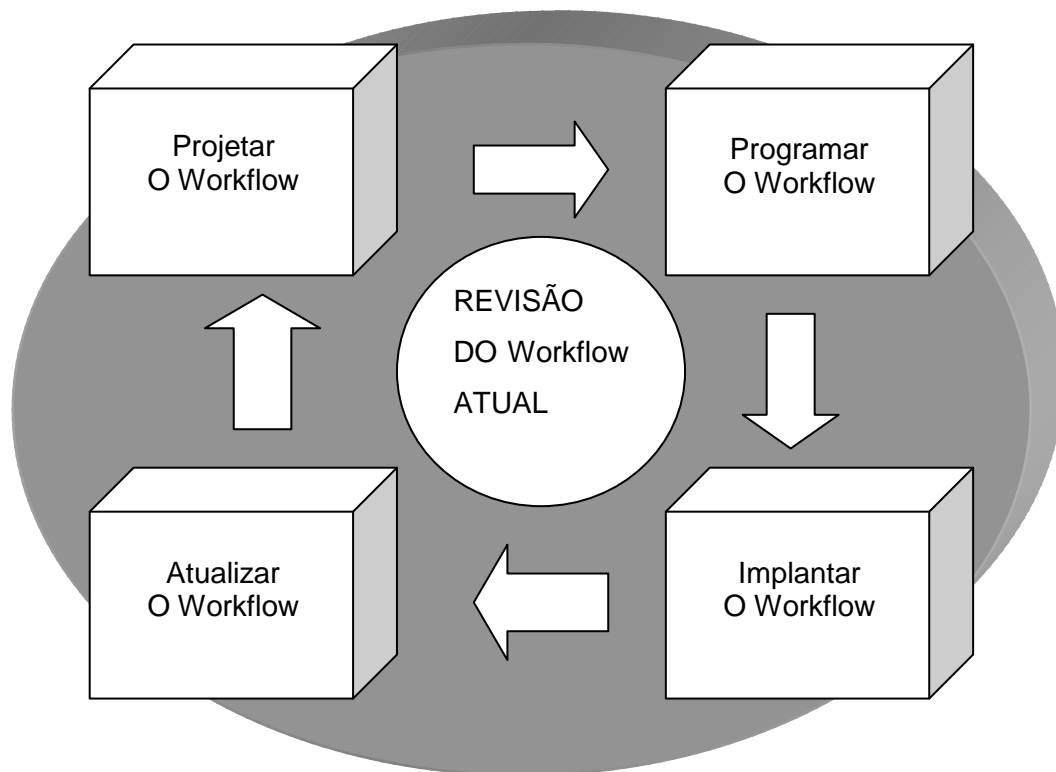 Projetar
O Workflow
Programar
O Workflow
REVISÃO
DO Workflow
ATUAL
Atualizar
O Workflow
Implantar
O Workflow